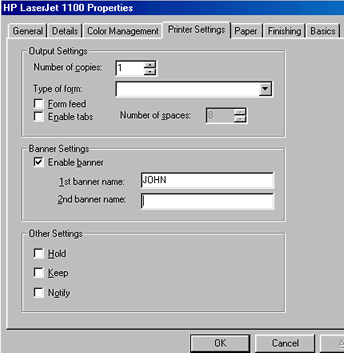 HP LaserJet 1100 Properties
General Details Color Management Printer Settings Paper Finishing Basics
Output Settings
Number of copies: 1
Type of form:
Form feed
Enable tabs Number of spaces: 8
Banner Settings
Enable banner
1st banner name: JOHN
2nd banner name:
Other Settings
Hold
Keep
Notify
OK Cancel A